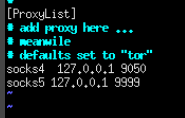 #
[ProxyList]
# add proxy here ...
# meanwile
# defaults set to "tor"
socks4  127.0.0.1 9050
socks5 127.0.0.1 9999
~
~